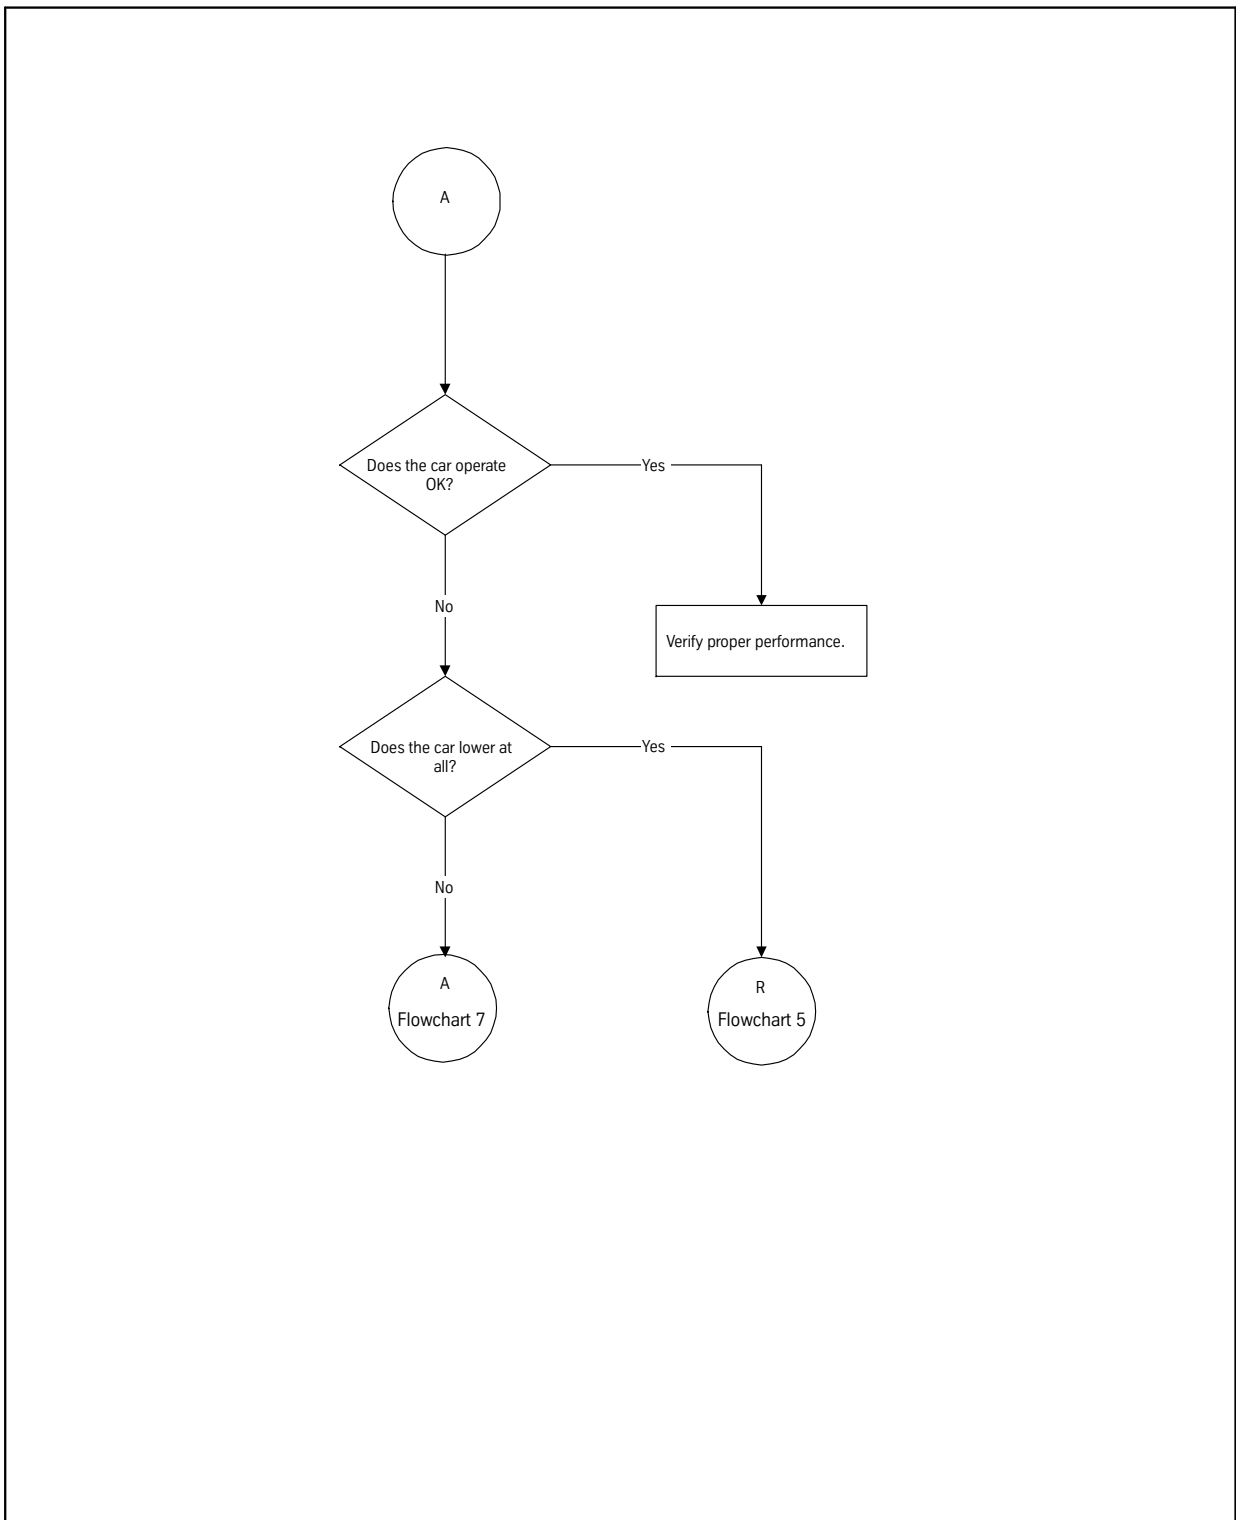 A
Does the car operate
OK?
Yes
No
Verify proper performance.
Does the car lower at
all?
Yes
No
A
Flowchart 7
R
Flowchart 5